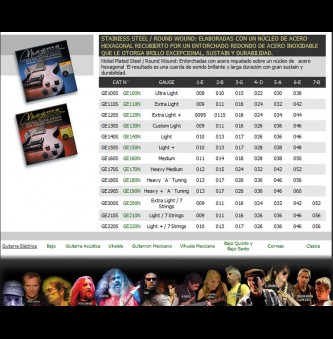 STAINLESS STEEL / ROUND WOUND: ELABORADAS CON UN NÚCLEO DE ACERO
HEXAGONAL RECUBIERTO POR UN ENTORCHADO REDONDO DE ACERO INOXIDABLE
QUE LE OTORGA BRILLO EXCEPCIONAL, SUSTAIN Y DURABILIDAD.
Nickel Plated Steel / Round Wound: Entorchadas con acero niquelado sobre un núcleo de acero
hexagonal El resultado es una cuerda de sonido brillante y larga duración con gran sustain y
durabilidad.
CAT N° GAUGE 1-E 2-B 3-G 4-D 5-A 6-E 7-B
GE100S GE100N Ultra Light 008 010 015 022 030 038
GE110S GE110N Extra Light 009 011 016 024 032 042
GE120S GE120N Extra Light + 0095 0115 016 024 034 044
GE130S GE130N Custom Light 009 011 016 026 036 046
GE140S GE140N Light 010 013 017 026 036 046
GE150S GE150N Light + 010 013 017 028 038 048
GE160S GE160N Medium 011 014 018 028 038 050
GE170S GE170N Heavy 012 015 024 032 042 052
GE180S GE180N Heavy ¨A¨ Tuning 013 017 026 036 046 056
GE190S GE190N Heavy + ¨A¨ Tuning 013 017 026 036 046 060
GE200S GE200N Extra Light / 7 Strings 009 011 016 024 032 042 052
GE210S GE210N Light / 7 Strings 009 011 016 026 036 046 054
GE220N GE220N Light + / 7 Strings 010 013 017 026 036 046 056
Guitarra Eléctrica Bajo Guitarra Acústica Ukelele Guitarron Mexicano Vihuela Mexicana Bajo Quinto y Bajo Sexto Correas Clasica
Magma
Magma